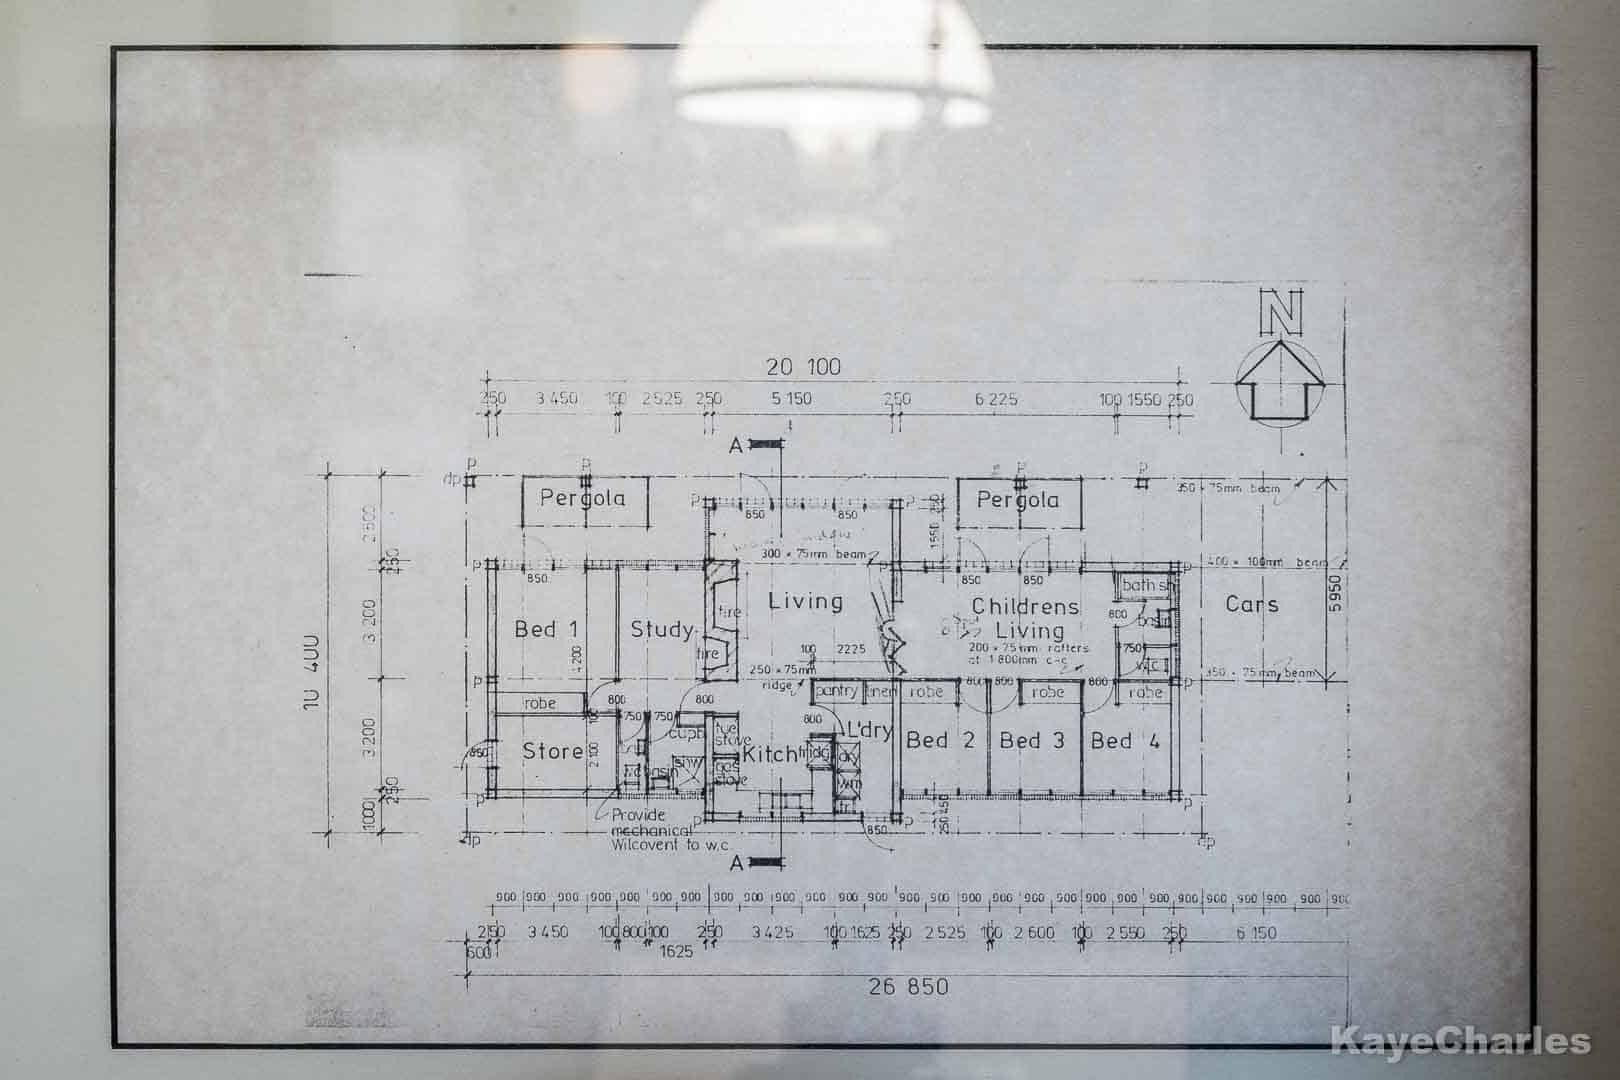 N
20 100
250 3 450 100 2 525 250 5 150 250 6 225 100 1550 250
A
P P P P
dp
Pergola
Pergola
350 × 75mm beam
P P
850 850
1550 250
2 500
300 × 75mm beam
400 × 100mm beam
P P P
250
850
850 850
bath sh
Living
Childrens
Living
Cars
800
5 950
fire
basin
Bed 1
Study
3 200
200 × 75mm rafters
at 1 800mm c-c
750
w.c
fire
100 2225
4 200
250 × 75mm
ridge
350 × 75mm beam
P P
10 400
robe
800 800
pantry linen robe
800 800
robe
800
robe
100
750 750
800
cup'b
fuel
stove
L'dry
Store
Kitch
fridg
Bed 2
Bed 3
Bed 4
850
2 100
3 200
wc basin
shw
gas
stove
dry
wm
tr
250
P P
1000
Provide
mechanical
Wilcovent to w.c.
P P
850
250 450
dp dp
A
900 900 900 900 900 900 900 900 900 900 900 900 900 900 900 900 900 900 900 900 900 900 900 900 900 900 900 900
250 3 450 100 800 100 250 3 425 100 1625 250 2 525 100 2 600 100 2 550 250 6 150
600 1625
26 850
KayeCharles